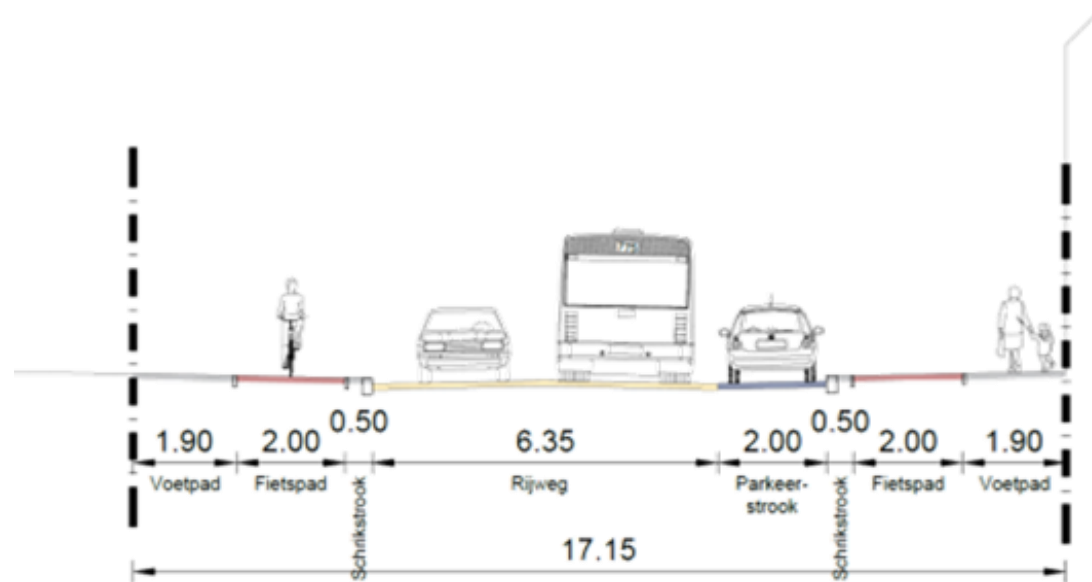 0.50 0.50
1.90 2.00 6.35 2.00 2.00 1.90
Voetpad Fietspad Schrikstrook Rijweg Parkeer-
strook Schrikstrook Fietspad Voetpad
17.15